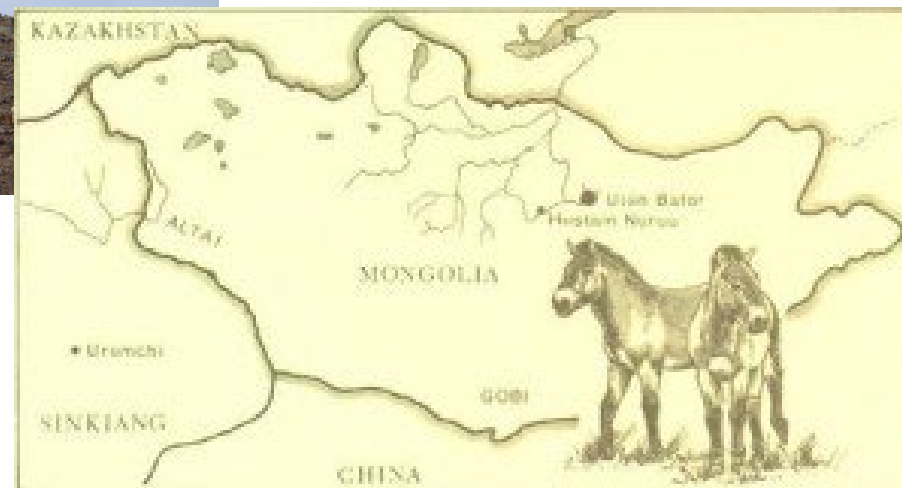 KAZAKHSTAN
Ulan Bator
Hustain Nuruu
ALTAI
MONGOLIA
Urumchi
GOBI
SINKIANG
CHINA